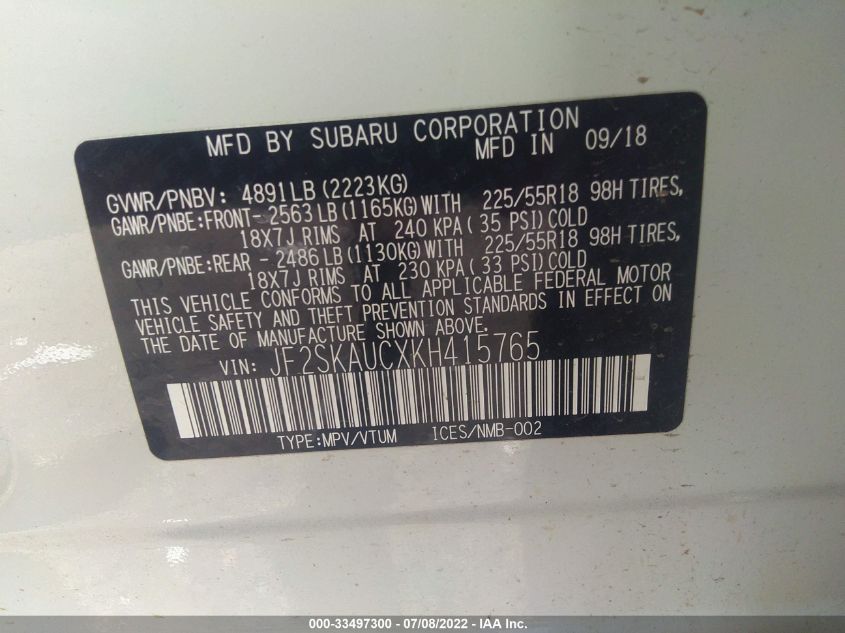 MFD BY SUBARU CORPORATION
MFD IN 09/18
GVWR/PNBV: 4891LB (2223KG)
GAWR/PNBE:FRONT- 2563 LB (1165KG) WITH 225/55R18 98H TIRES,
18X7J RIMS AT 240 KPA ( 35 PSI) COLD
GAWR/PNBE:REAR - 2486 LB (1130KG) WITH 225/55R18 98H TIRES,
18X7J RIMS AT 230 KPA ( 33 PSI) COLD
THIS VEHICLE CONFORMS TO ALL APPLICABLE FEDERAL MOTOR
VEHICLE SAFETY AND THEFT PREVENTION STANDARDS IN EFFECT ON
THE DATE OF MANUFACTURE SHOWN ABOVE.
VIN: JF2SKAUCXKH415765
TYPE:MPV/VTUM ICES/NMB-002
000-33497300 - 07/08/2022 - IAA Inc.